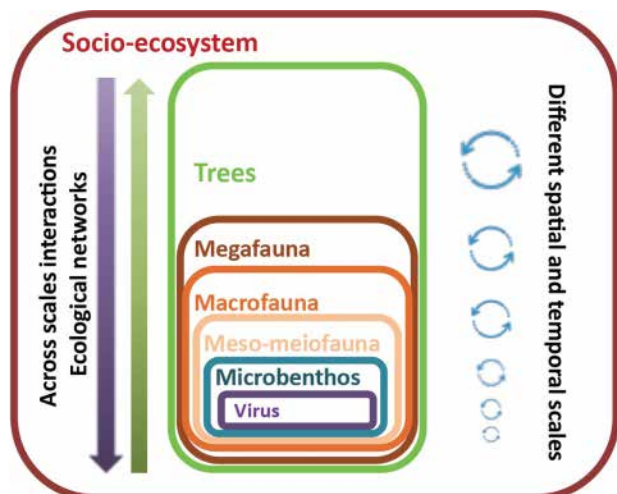 Socio-ecosystem
Across scales interactions
Ecological networks
Trees
Megafauna
Macrofauna
Meso-meiofauna
Microbenthos
Virus
Different spatial and temporal scales